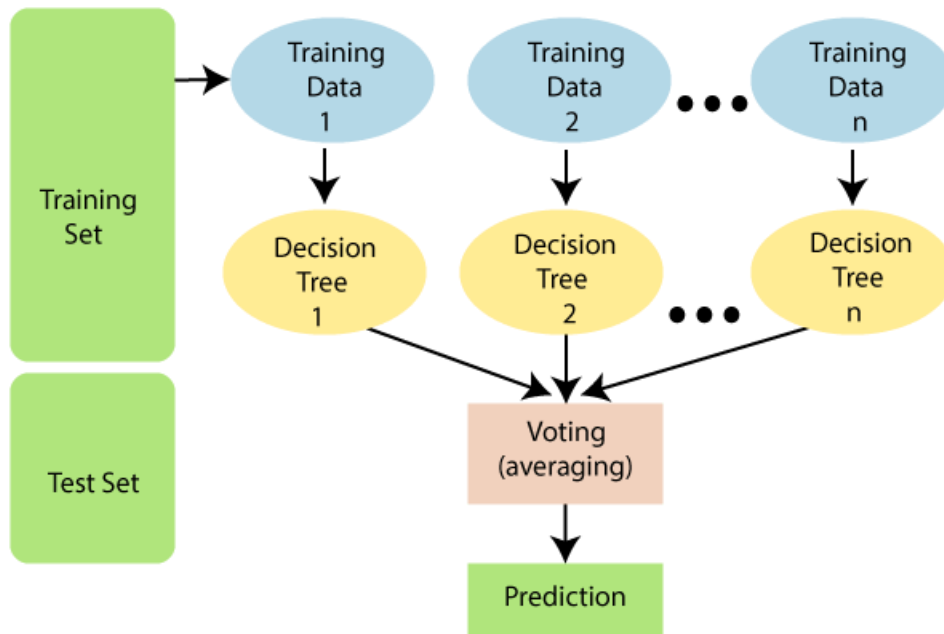 Training
Set
Test Set
Training
Data
1
Training
Data
2
Training
Data
n
Decision
Tree
1
Decision
Tree
2
Decision
Tree
n
Voting
(averaging)
Prediction